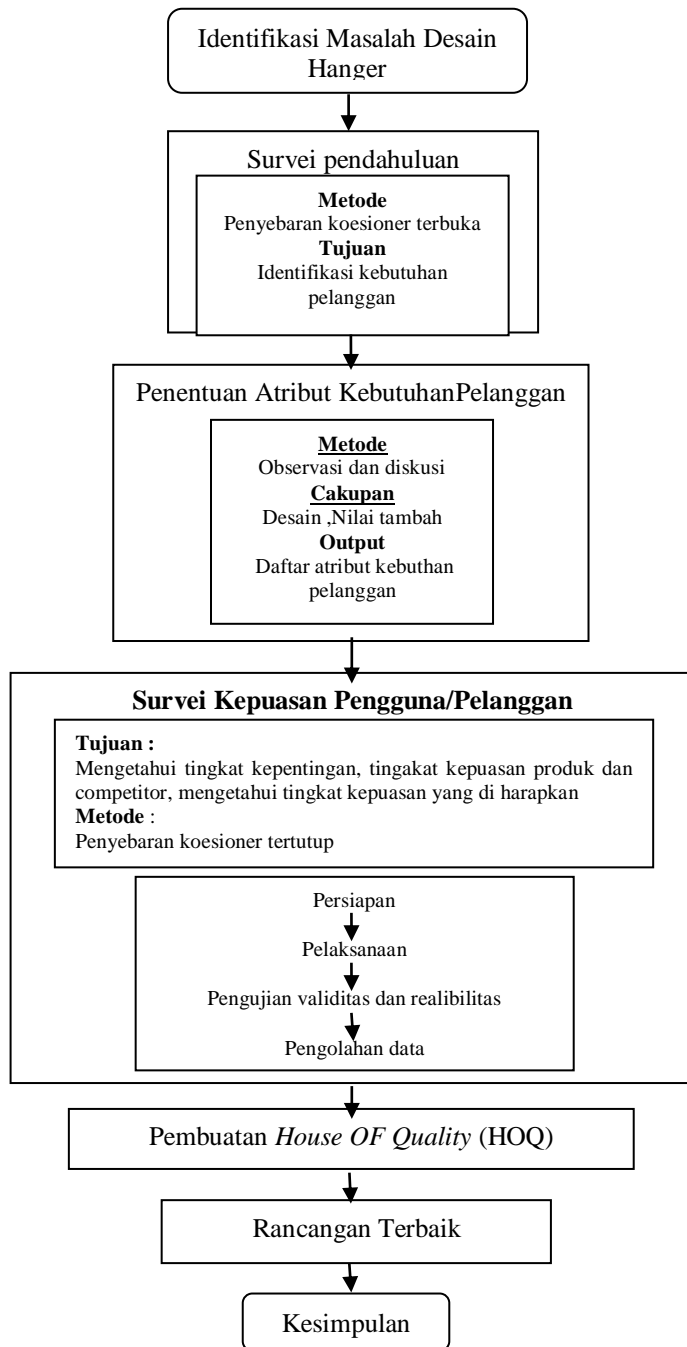 Identifikasi Masalah Desain
Hanger
Survei pendahuluan
Metode
Penyebaran koesioner terbuka
Tujuan
Identifikasi kebutuhan
pelanggan
Penentuan Atribut KebutuhanPelanggan
Metode
Observasi dan diskusi
Cakupan
Desain ,Nilai tambah
Output
Daftar atribut kebuthan
pelanggan
Survei Kepuasan Pengguna/Pelanggan
Tujuan :
Mengetahui tingkat kepentingan, tingakat kepuasan produk dan
competitor, mengetahui tingkat kepuasan yang di harapkan
Metode :
Penyebaran koesioner tertutup
Persiapan
Pelaksanaan
Pengujian validitas dan realibilitas
Pengolahan data
Pembuatan House OF Quality (HOQ)
Rancangan Terbaik
Kesimpulan